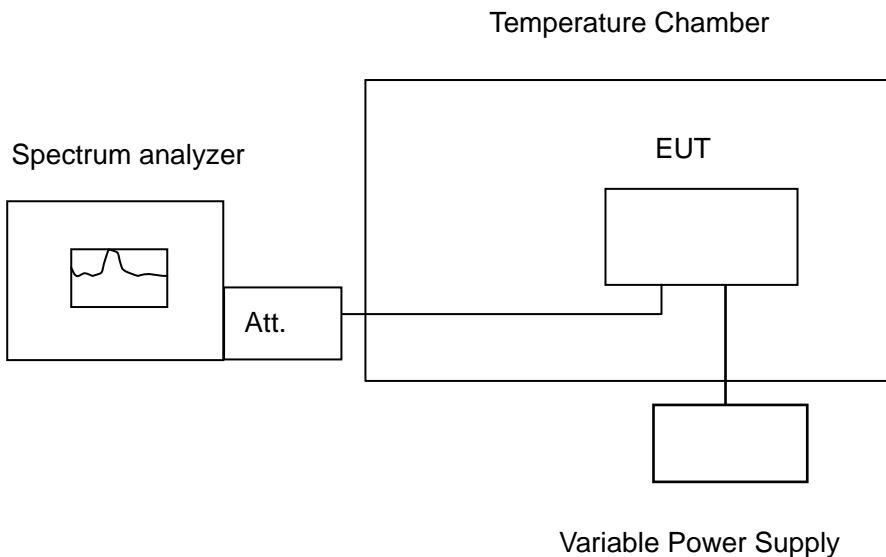 Temperature Chamber
Spectrum analyzer
EUT
Att.
Variable Power Supply